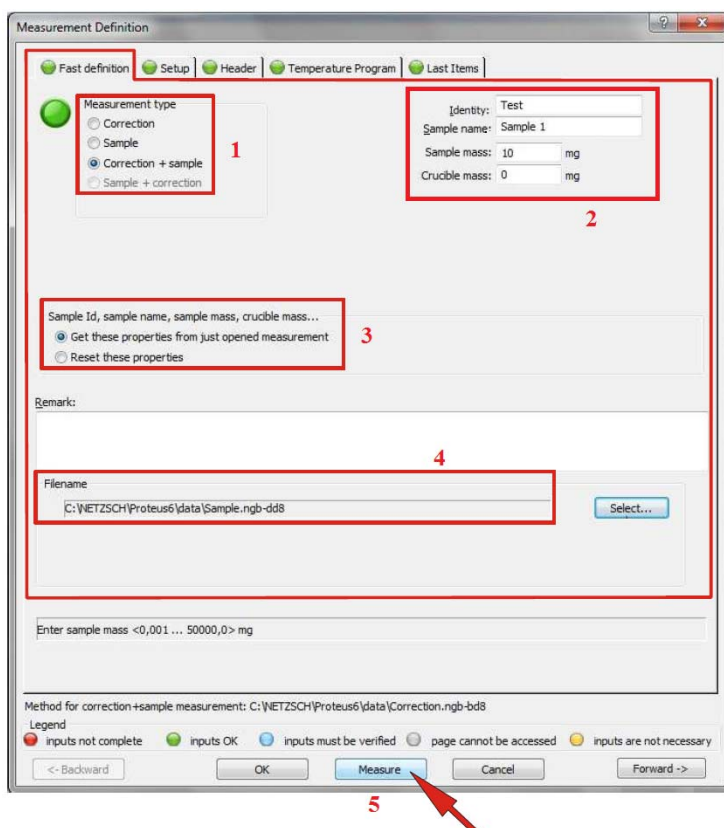 Measurement Definition
Fast definition Setup Header Temperature Program Last Items
Measurement type
Correction
Sample
Correction + sample
Sample + correction
1
Identity: Test
Sample name: Sample 1
Sample mass: 10 mg
Crucible mass: 0 mg
2
Sample Id, sample name, sample mass, crucible mass...
Get these properties from just opened measurement
Reset these properties
3
Remark:
4
Filename
C:\NETZSCH\Proteus6\data\Sample.ngb-dd8
Select...
Enter sample mass <0,001 ... 50000,0> mg
Method for correction+sample measurement: C:\NETZSCH\Proteus6\data\Correction.ngb-bd8
Legend
inputs not complete inputs OK inputs must be verified page cannot be accessed inputs are not necessary
<- Backward OK Measure Cancel Forward ->
5